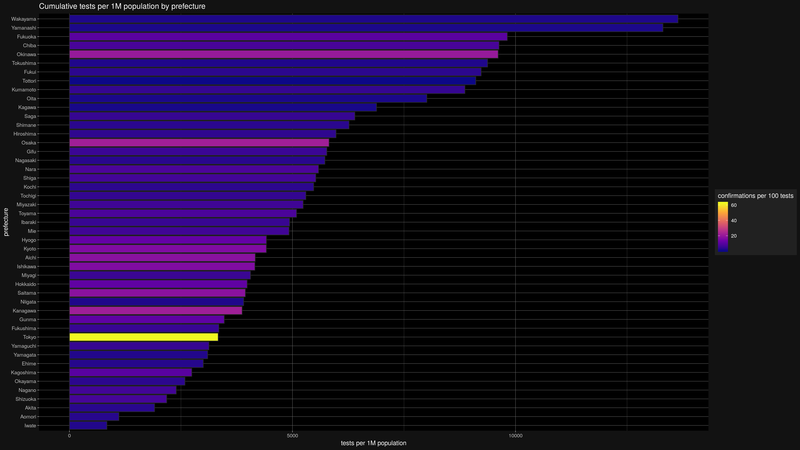 Cumulative tests per 1M population by prefecture
Wakayama
Yamanashi
Fukuoka
Chiba
Okinawa
Tokushima
Fukui
Tottori
Kumamoto
Oita
Kagawa
Saga
Shimane
Hiroshima
Osaka
Gifu
Nagasaki
Nara
Shiga
Kochi
Tochigi
Miyazaki
Toyama
Ibaraki
Mie
Hyogo
Kyoto
Aichi
Ishikawa
Miyagi
Hokkaido
Saitama
Niigata
Kanagawa
Gunma
Fukushima
Tokyo
Yamaguchi
Yamagata
Ehime
Kagoshima
Okayama
Nagano
Shizuoka
Akita
Aomori
Iwate
prefecture
0 5000 10000
tests per 1M population
confirmations per 100 tests
60
40
20